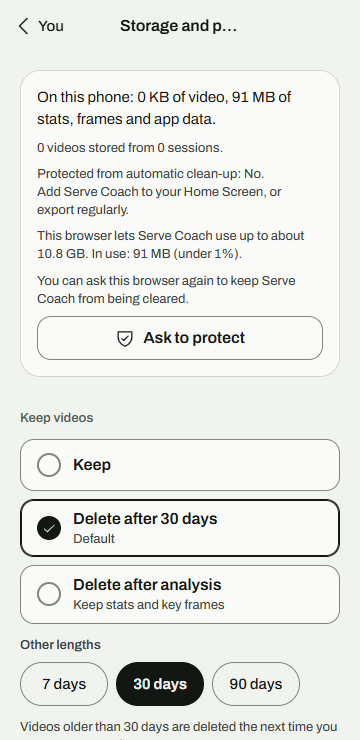 You
Storage and p...
On this phone: 0 KB of video, 91 MB of
stats, frames and app data.
0 videos stored from 0 sessions.
Protected from automatic clean-up: No.
Add Serve Coach to your Home Screen, or
export regularly.
This browser lets Serve Coach use up to about
10.8 GB. In use: 91 MB (under 1%).
You can ask this browser again to keep Serve
Coach from being cleared.
Ask to protect
Keep videos
Keep
Delete after 30 days
Default
Delete after analysis
Keep stats and key frames
Other lengths
7 days
30 days
90 days
Videos older than 30 days are deleted the next time you